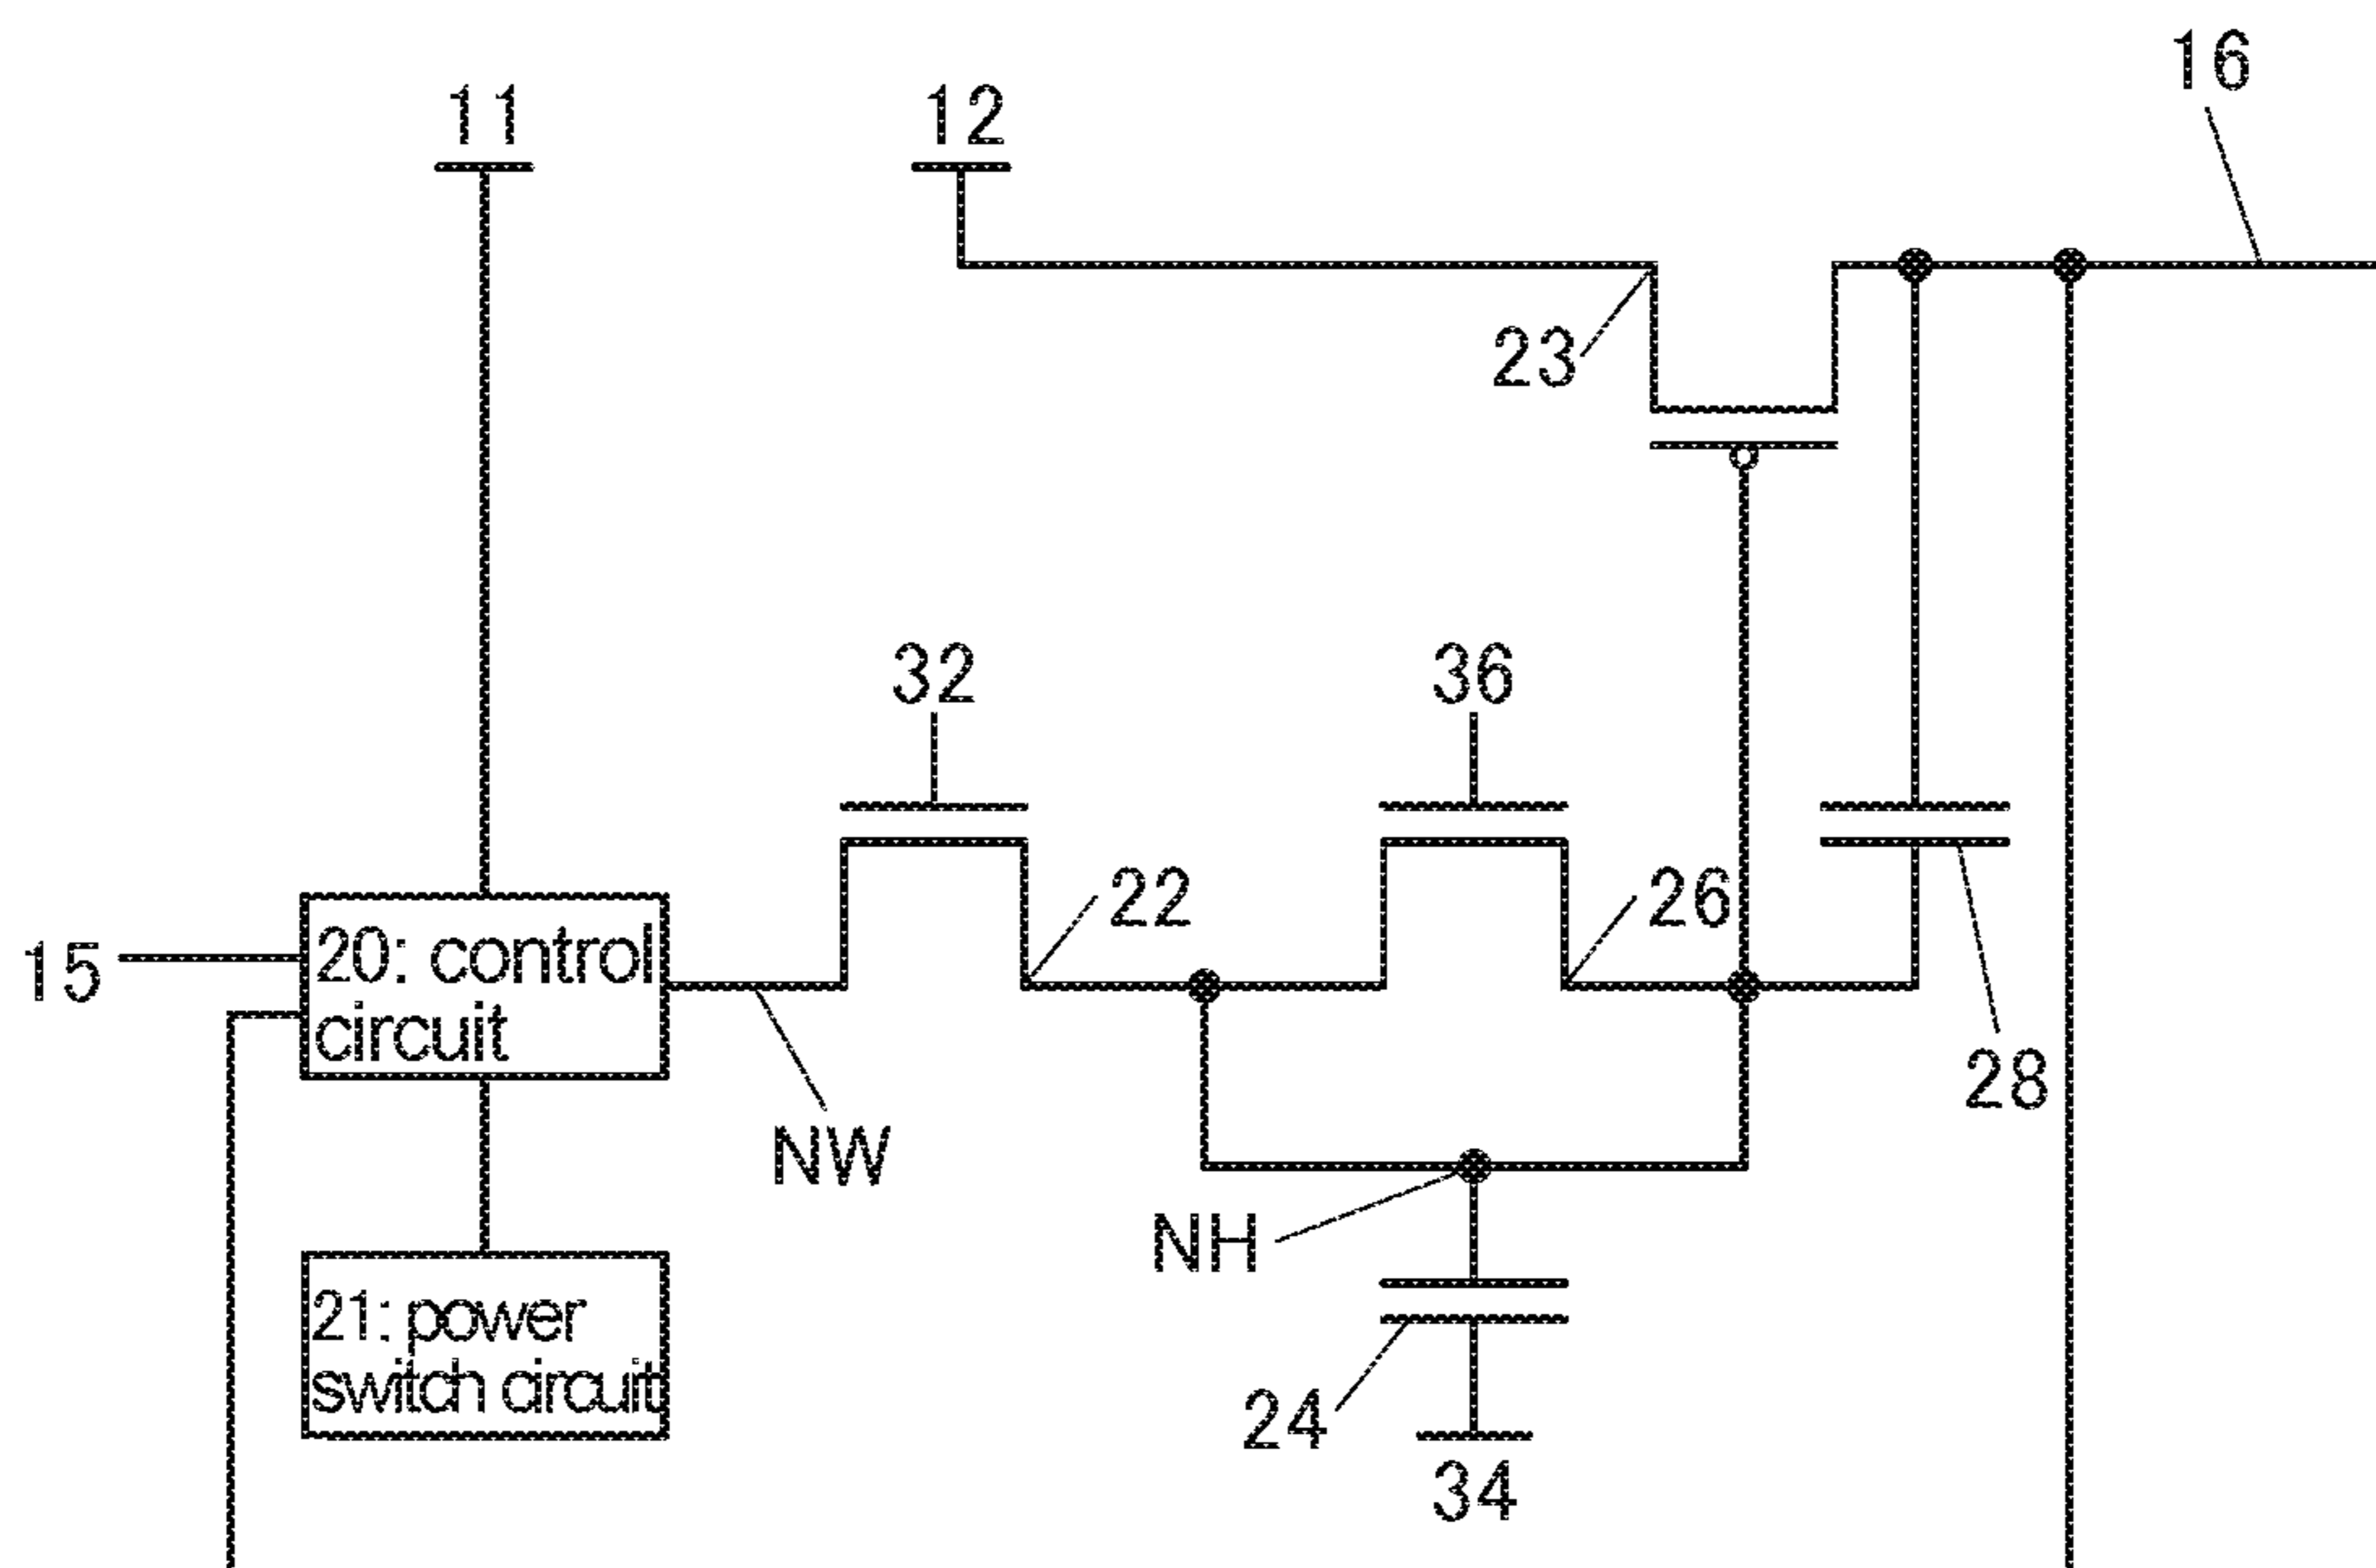 16
11
12
23
32
36
22
26
15
20: control
circuit
28
NW
NH
21: power
switch circuit
24
34